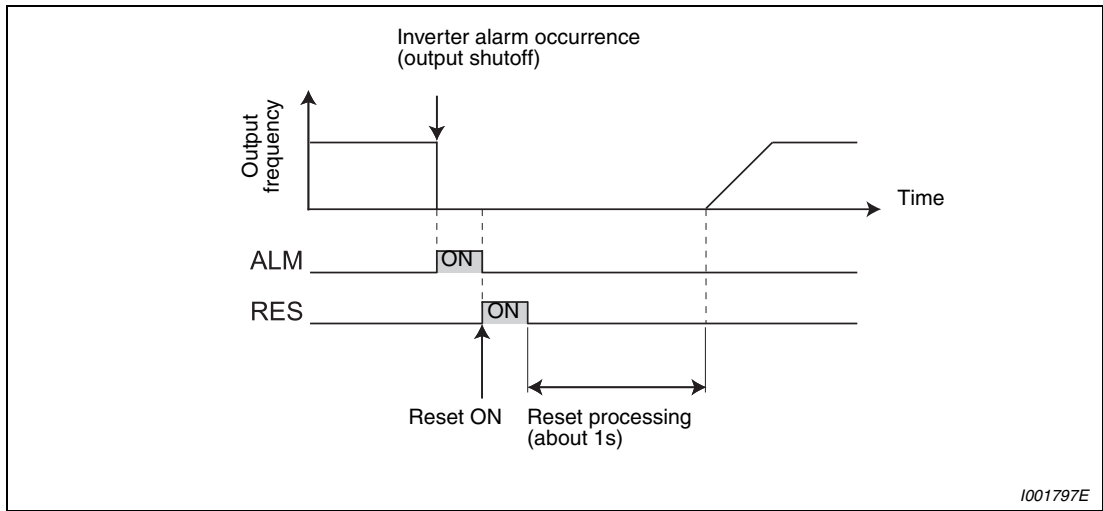 Inverter alarm occurrence
(output shutoff)
Output
frequency
Time
ALM
ON
RES
ON
Reset ON
Reset processing
(about 1s)
I001797E